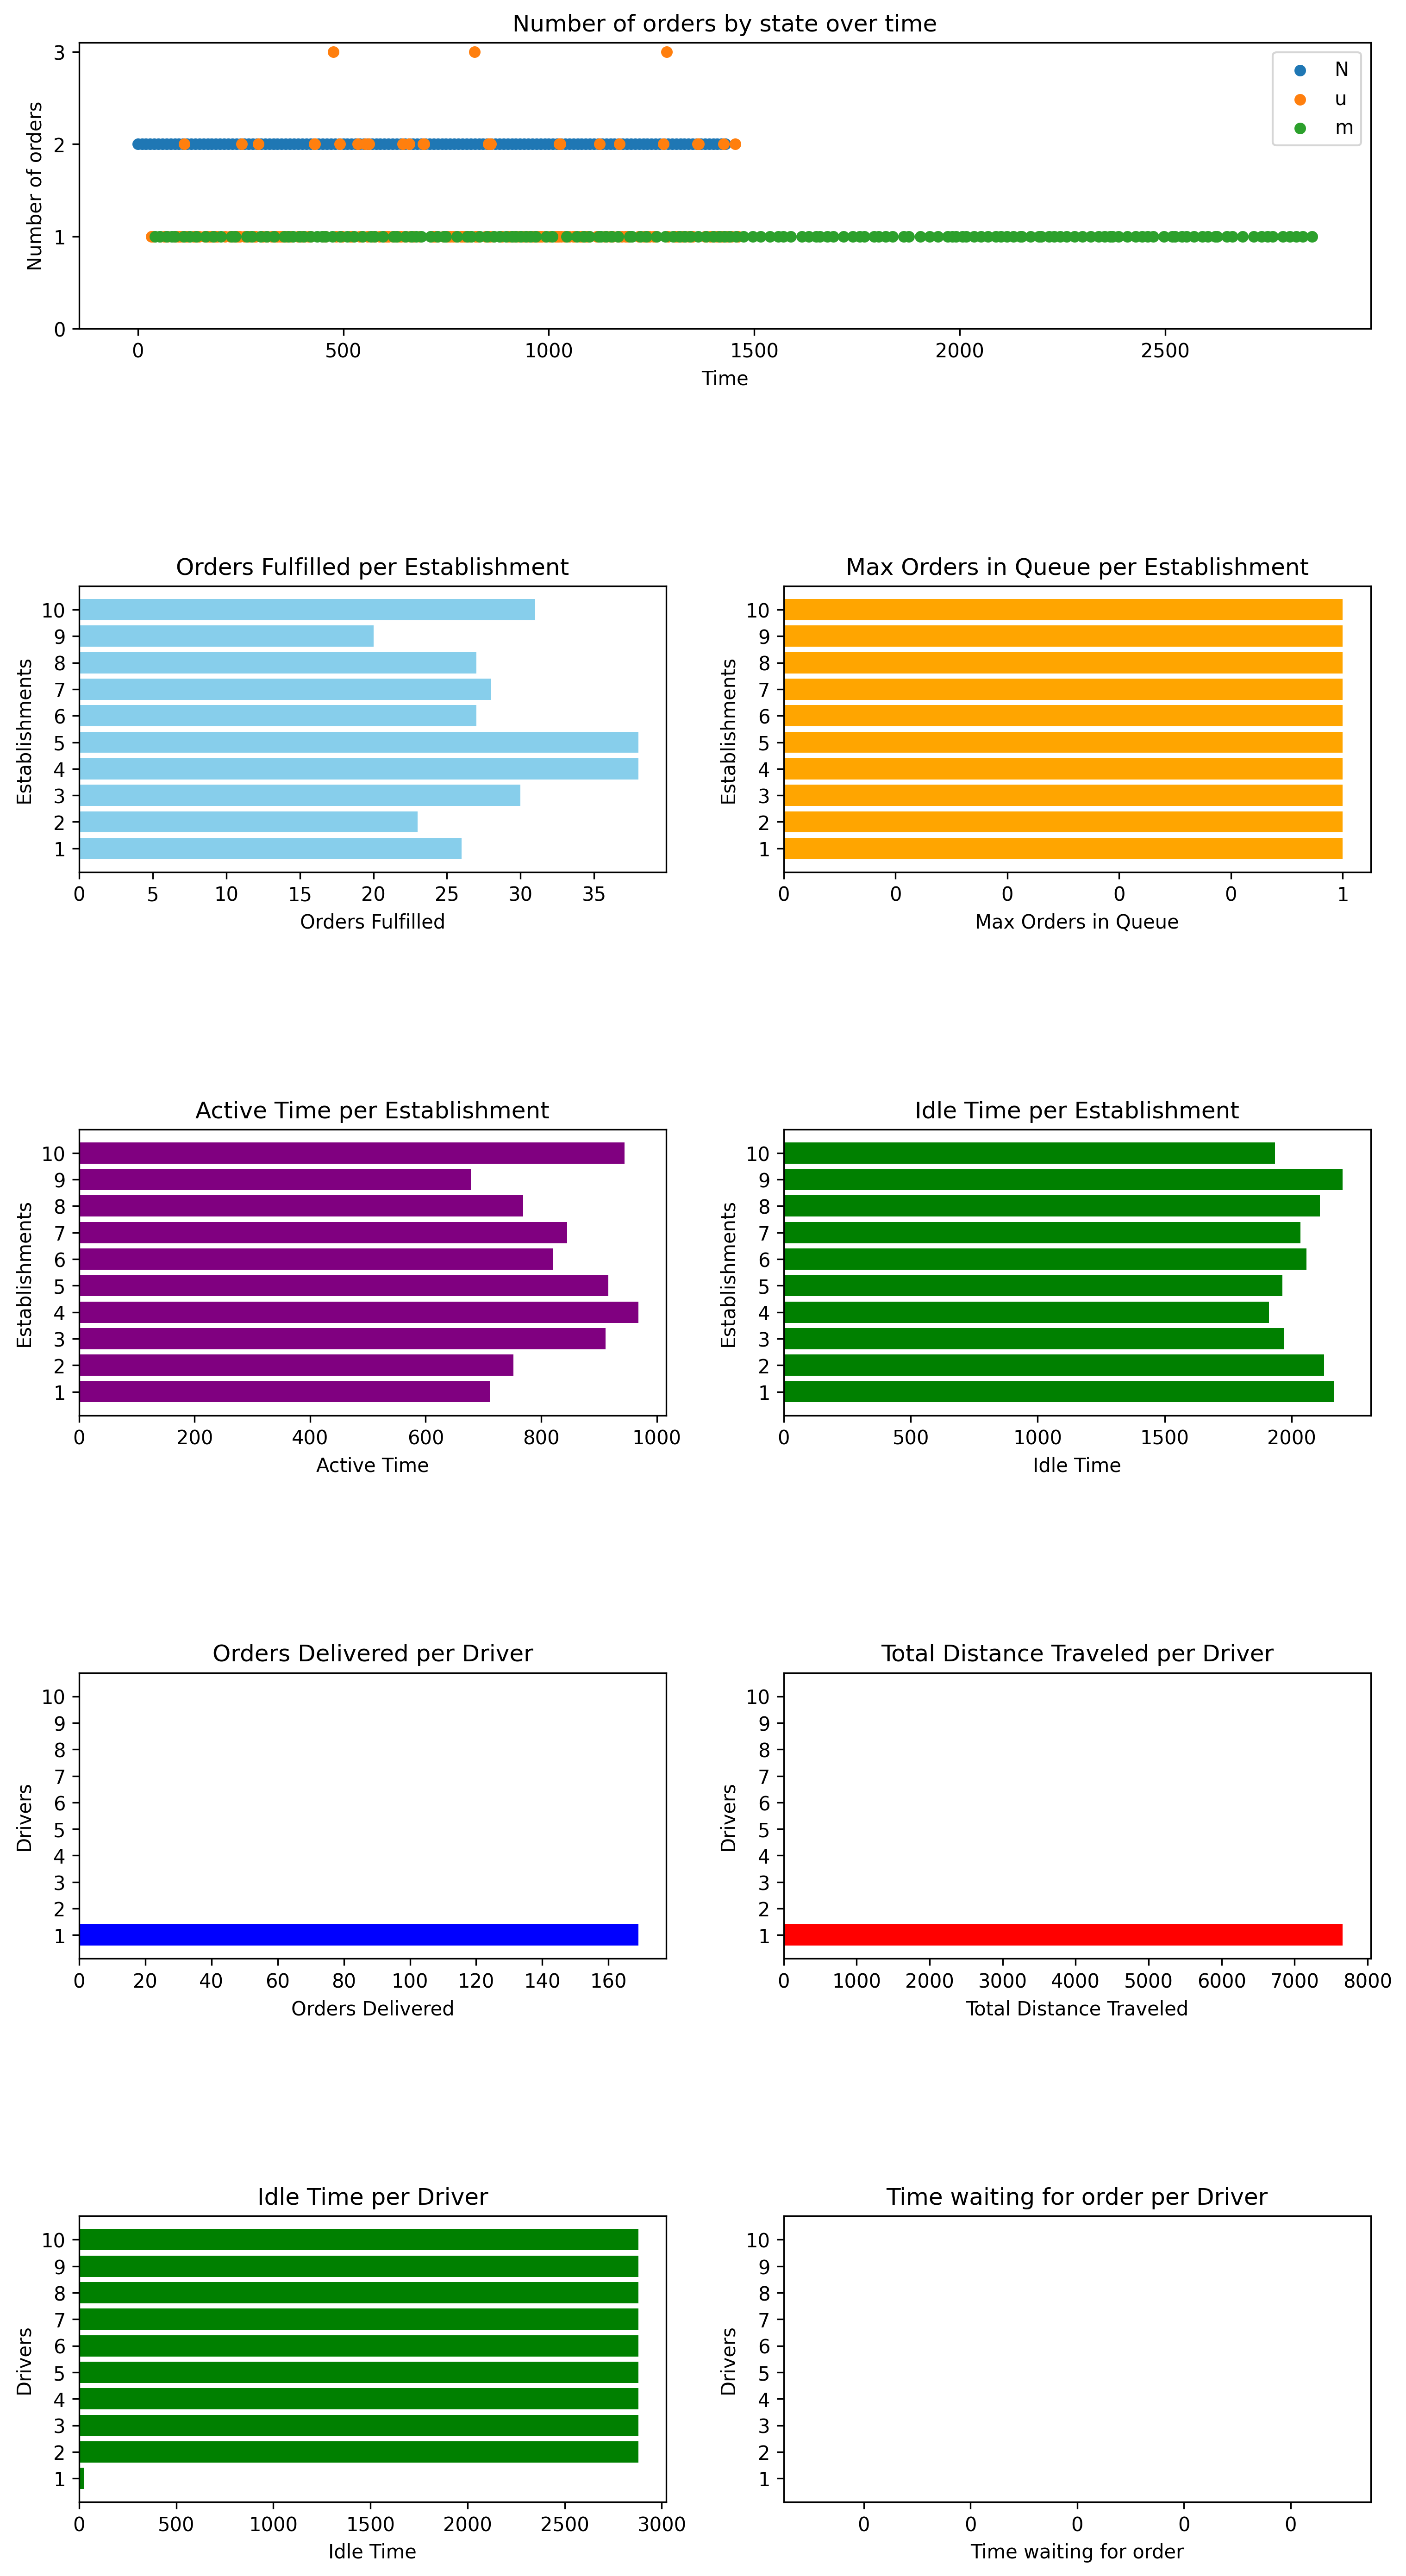 Number of orders by state over time
Number of orders
3
2
1
0
N
u
m
0 500 1000 1500 2000 2500
Time
Orders Fulfilled per Establishment
Establishments
10
9
8
7
6
5
4
3
2
1
0 5 10 15 20 25 30 35
Orders Fulfilled
Max Orders in Queue per Establishment
Establishments
10
9
8
7
6
5
4
3
2
1
0 0 0 0 0 1
Max Orders in Queue
Active Time per Establishment
Establishments
10
9
8
7
6
5
4
3
2
1
0 200 400 600 800 1000
Active Time
Idle Time per Establishment
Establishments
10
9
8
7
6
5
4
3
2
1
0 500 1000 1500 2000
Idle Time
Orders Delivered per Driver
Drivers
10
9
8
7
6
5
4
3
2
1
0 20 40 60 80 100 120 140 160
Orders Delivered
Total Distance Traveled per Driver
Drivers
10
9
8
7
6
5
4
3
2
1
0 1000 2000 3000 4000 5000 6000 7000 8000
Total Distance Traveled
Idle Time per Driver
Drivers
10
9
8
7
6
5
4
3
2
1
0 500 1000 1500 2000 2500 3000
Idle Time
Time waiting for order per Driver
Drivers
10
9
8
7
6
5
4
3
2
1
0 0 0 0 0
Time waiting for order